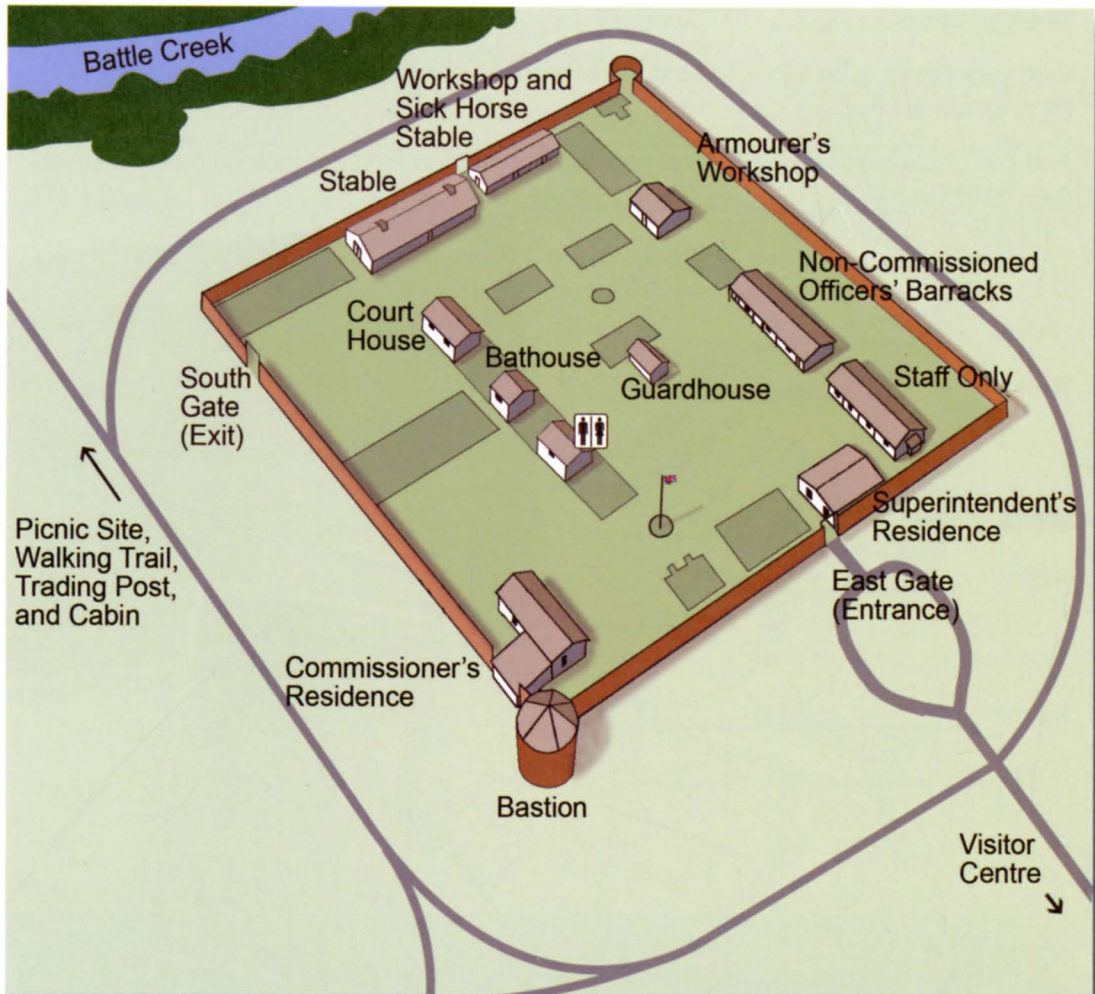 Battle Creek
Workshop and
Sick Horse
Stable
Stable
Armourer's
Workshop
Non-Commissioned
Officers' Barracks
Court
House
Bathouse
Guardhouse
Staff Only
South
Gate
(Exit)
Superintendent's
Residence
Picnic Site,
Walking Trail,
Trading Post,
and Cabin
East Gate
(Entrance)
Commissioner's
Residence
Bastion
Visitor
Centre